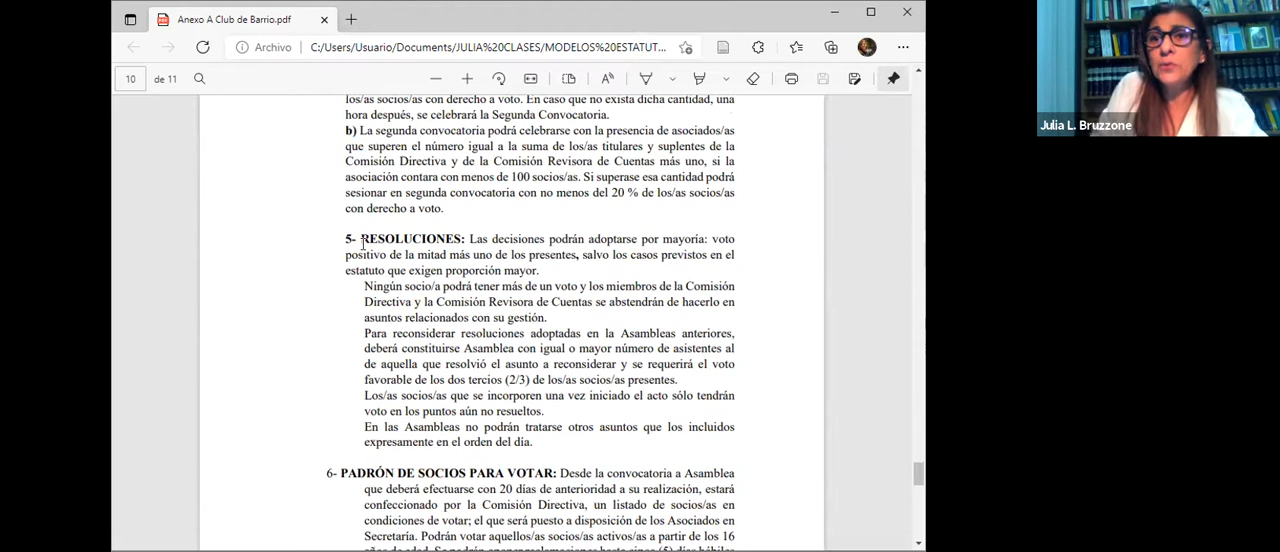 Anexo A Club de Barrio.pdf
Archivo
C:/Users/Usuario/Documents/JULIA%20CLASES/MODELOS%20ESTATUT...
10 de 11
los/as socios/as con derecho a voto. En caso que no exista dicha cantidad, una
hora después, se celebrará la Segunda Convocatoria.
b) La segunda convocatoria podrá celebrarse con la presencia de asociados/as
que superen el número igual a la suma de los/as titulares y suplentes de la
Comisión Directiva y de la Comisión Revisora de Cuentas más uno, si la
asociación contara con menos de 100 socios/as. Si superase esa cantidad podrá
sesionar en segunda convocatoria con no menos del 20 % de los/as socios/as
con derecho a voto.
5- RESOLUCIONES: Las decisiones podrán adoptarse por mayoría: voto
positivo de la mitad más uno de los presentes, salvo los casos previstos en el
estatuto que exigen proporción mayor.
Ningún socio/a podrá tener más de un voto y los miembros de la Comisión
Directiva y la Comisión Revisora de Cuentas se abstendrán de hacerlo en
asuntos relacionados con su gestión.
Para reconsiderar resoluciones adoptadas en la Asambleas anteriores,
deberá constituirse Asamblea con igual o mayor número de asistentes al
de aquella que resolvió el asunto a reconsiderar y se requerirá el voto
favorable de los dos tercios (2/3) de los/as socios/as presentes.
Los/as socios/as que se incorporen una vez iniciado el acto sólo tendrán
voto en los puntos aún no resueltos.
En las Asambleas no podrán tratarse otros asuntos que los incluidos
expresamente en el orden del día.
6- PADRÓN DE SOCIOS PARA VOTAR: Desde la convocatoria a Asamblea
que deberá efectuarse con 20 días de anterioridad a su realización, estará
confeccionado por la Comisión Directiva, un listado de socios/as en
condiciones de votar; el que será puesto a disposición de los Asociados en
Secretaría. Podrán votar aquellos/as socios/as activos/as a partir de los 16
Julia L. Bruzzone